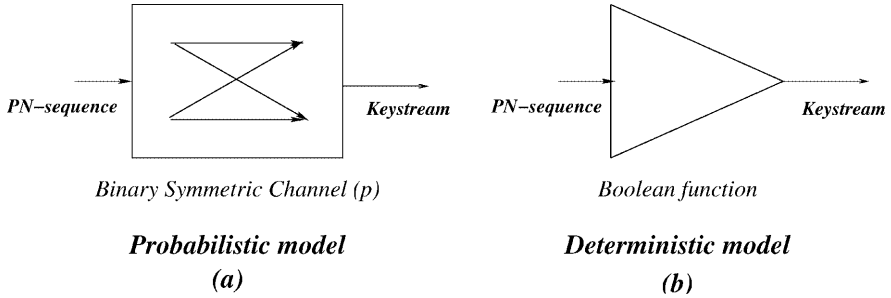 PN-sequence
Keystream
Binary Symmetric Channel (p)
Probabilistic model
(a)
PN-sequence
Keystream
Boolean function
Deterministic model
(b)